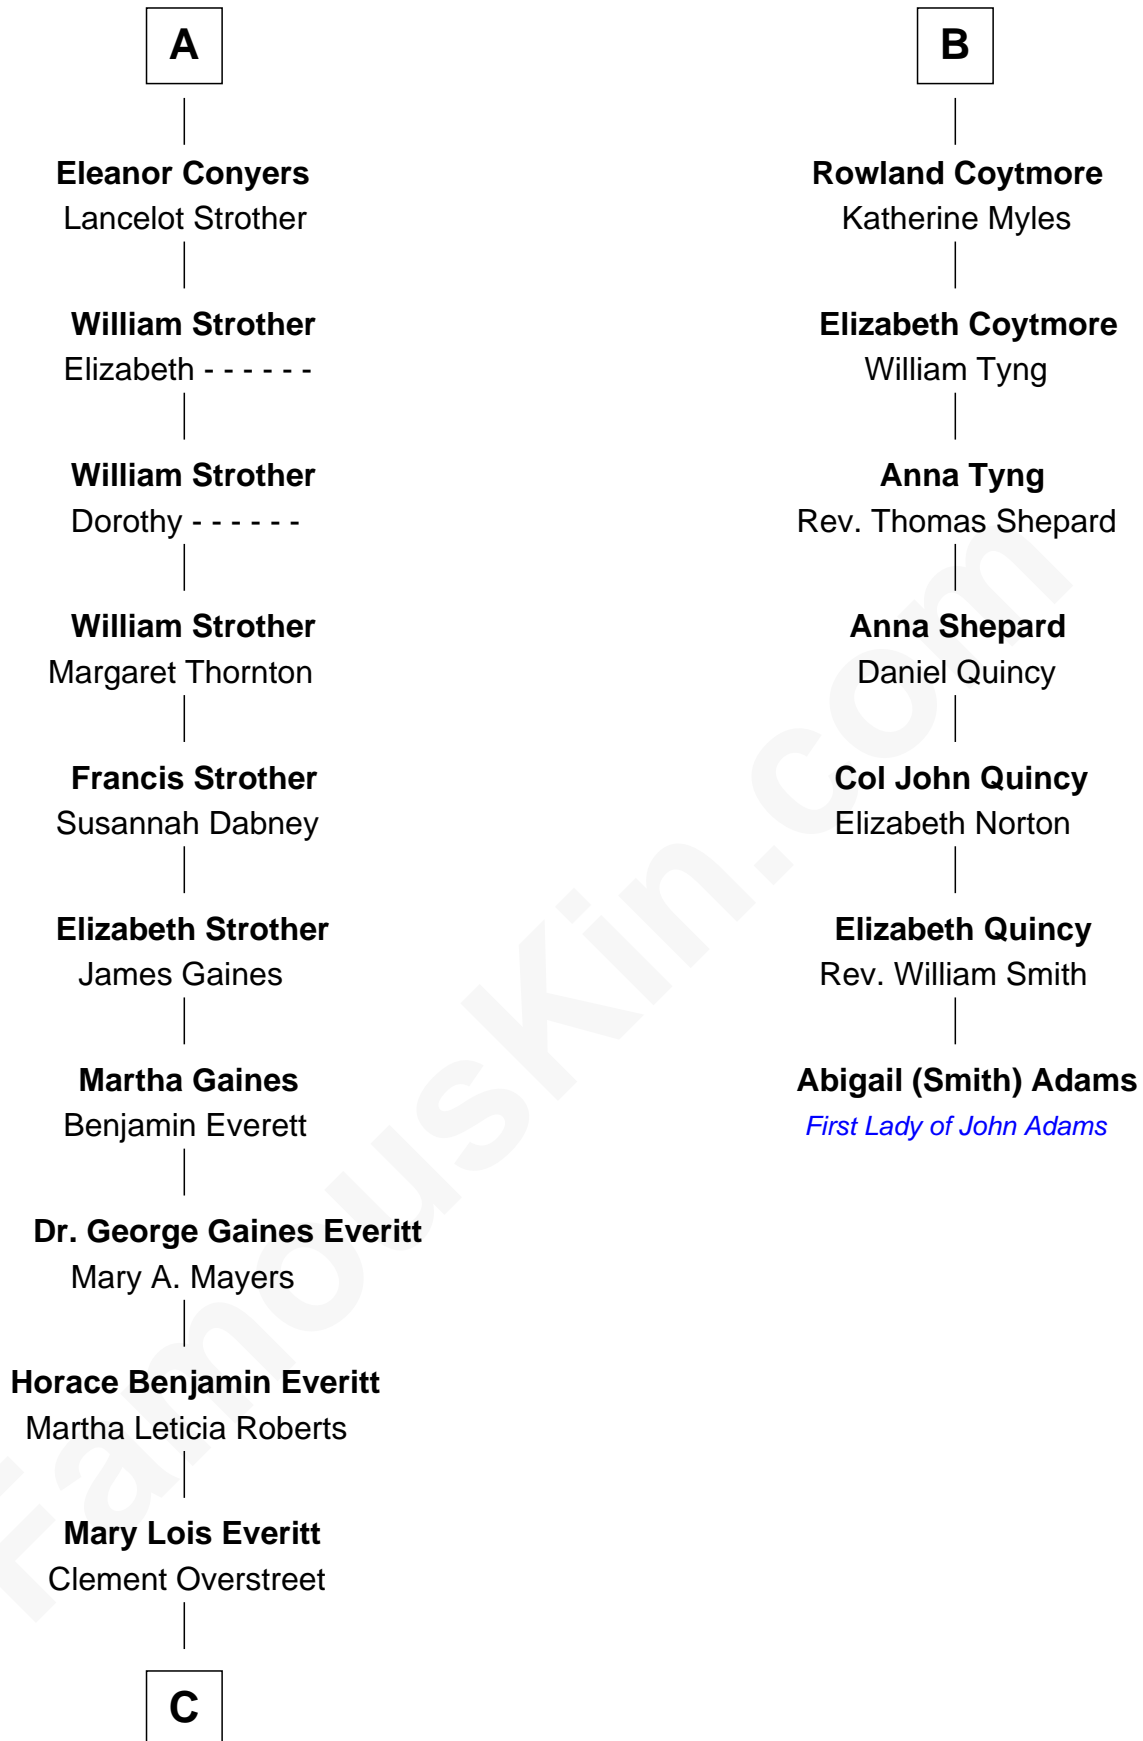 A
Eleanor Conyers
Lancelot Strother
William Strother
Elizabeth - - - - - -
William Strother
Dorothy - - - - - -
William Strother
Margaret Thornton
Francis Strother
Susannah Dabney
Elizabeth Strother
James Gaines
Martha Gaines
Benjamin Everett
Dr. George Gaines Everitt
Mary A. Mayers
Horace Benjamin Everitt
Martha Leticia Roberts
Mary Lois Everitt
Clement Overstreet
C
B
Rowland Coytmore
Katherine Myles
Elizabeth Coytmore
William Tyng
Anna Tyng
Rev. Thomas Shepard
Anna Shepard
Daniel Quincy
Col John Quincy
Elizabeth Norton
Elizabeth Quincy
Rev. William Smith
Abigail (Smith) Adams
First Lady of John Adams
FamousKin.com